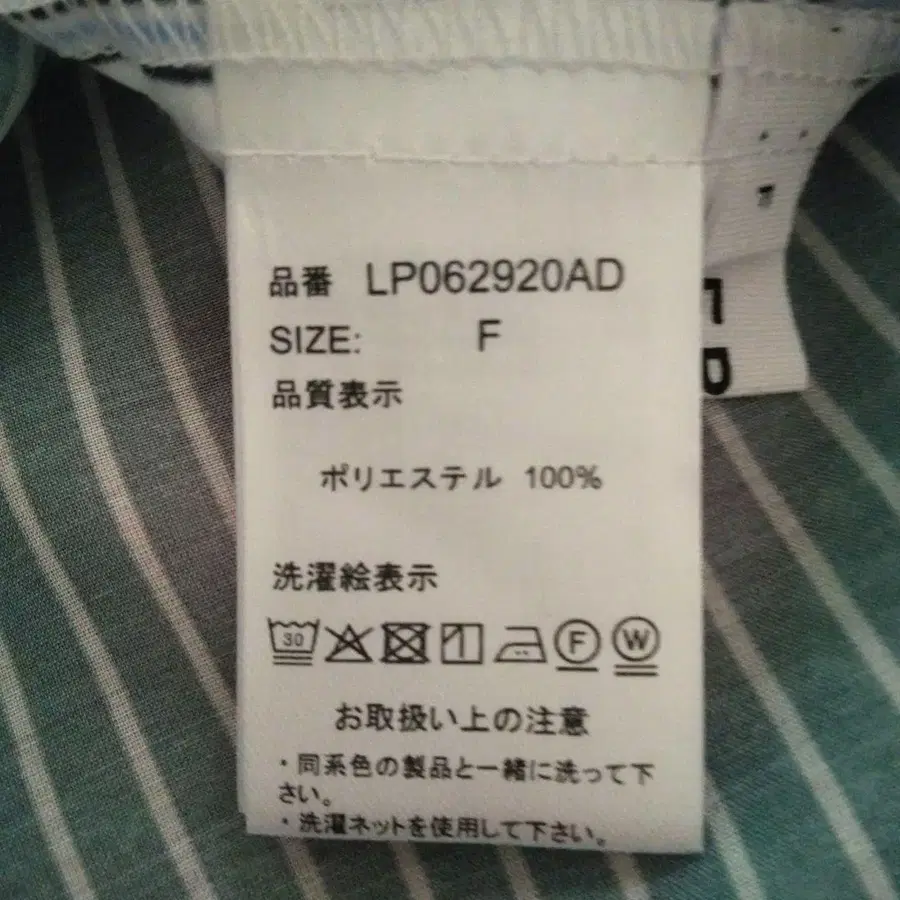 品番 LP062920AD
SIZE: F
品質表示
ポリエステル 100%
洗濯絵表示
30 F W
お取扱い上の注意
・同系色の製品と一緒に洗って下
さい。
・洗濯ネットを使用して下さい。